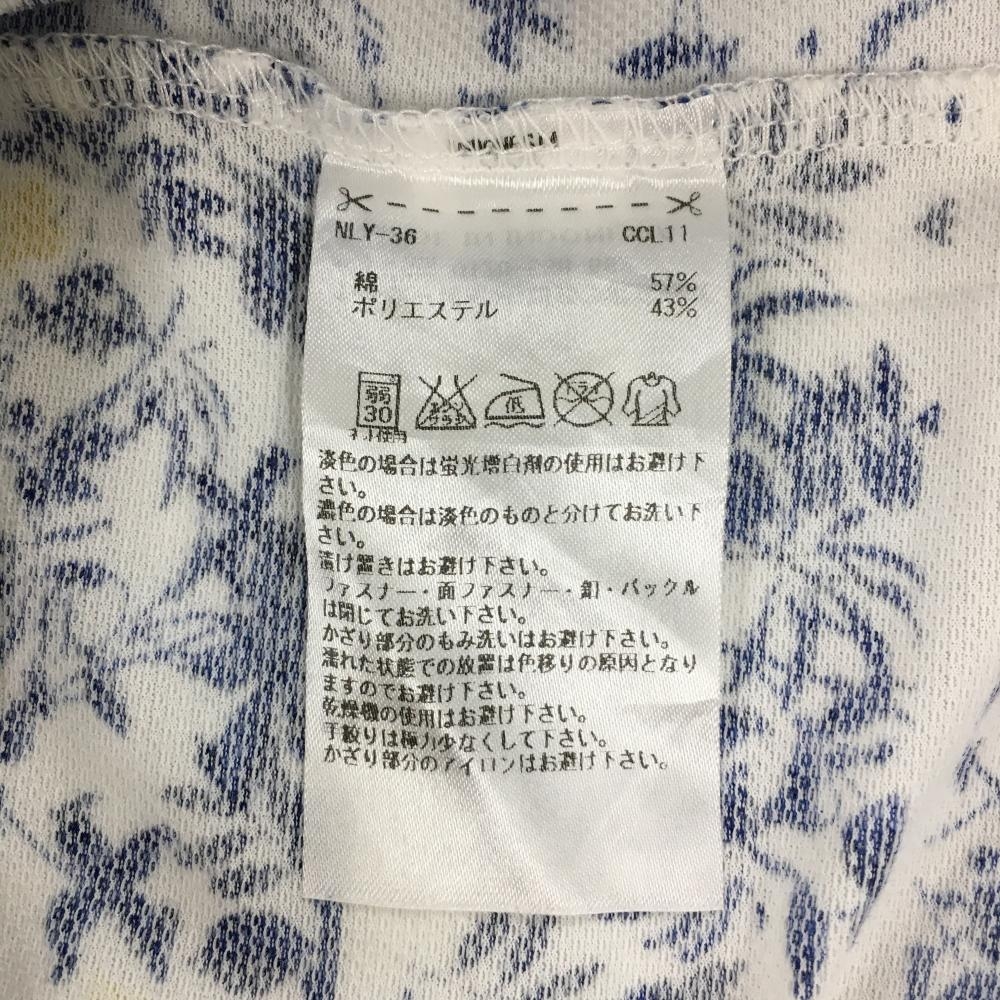 NLY-36 CCL11
綿 57%
ポリエステル 43%
弱
30
エンソ
サラシ
低
ドライ
ネット使用
淡色の場合は蛍光増白剤の使用はお避け下
さい。
濃色の場合は淡色のものと分けてお洗い下
さい。
漬け置きはお避け下さい。
ファスナー・面ファスナー・釦・バックル
は閉じてお洗い下さい。
かざり部分のもみ洗いはお避け下さい。
濡れた状態での放置は色移りの原因となり
ますのでお避け下さい。
乾燥機の使用はお避け下さい。
手絞りは極力少なくして下さい。
かざり部分のアイロンはお避け下さい。